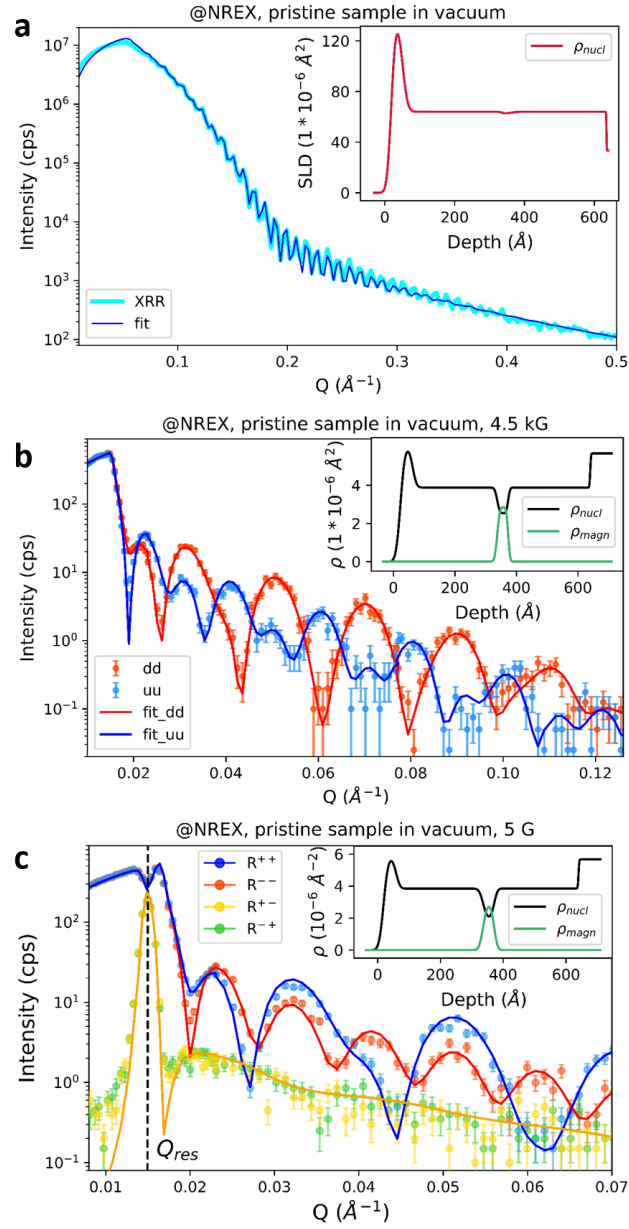 a
@NREX, pristine sample in vacuum
Intensity (cps)
10^7
10^6
10^5
10^4
10^3
10^2
XRR
fit
0.1
0.2
0.3
0.4
0.5
Q (Å^-1)
SLD (1 * 10^-6 Å^2)
120
80
40
0
ρ_nucl
0
200
400
600
Depth (Å)
b
@NREX, pristine sample in vacuum, 4.5 kG
Intensity (cps)
10^2
10^1
10^0
10^-1
dd
uu
fit_dd
fit_uu
0.02
0.04
0.06
0.08
0.10
0.12
Q (Å^-1)
ρ (1*10^-6 Å^2)
4
2
0
ρ_nucl
ρ_magn
0
200
400
600
Depth (Å)
c
@NREX, pristine sample in vacuum, 5 G
Intensity (cps)
10^2
10^1
10^0
10^-1
R^++
R^--
R^+-
R^-+
Q_res
0.01
0.02
0.03
0.04
0.05
0.06
0.07
Q (Å^-1)
ρ (10^-6 Å^-2)
6
4
2
0
ρ_nucl
ρ_magn
0
200
400
600
Depth (Å)